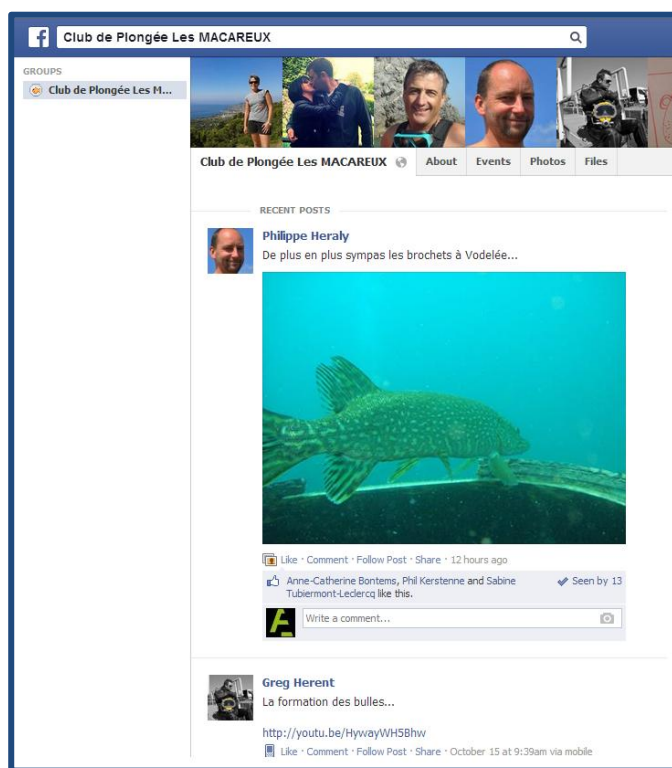 Club de Plongée Les MACAREUX
GROUPS
Club de Plongée Les M...
Club de Plongée Les MACAREUX
About
Events
Photos
Files
RECENT POSTS
Philippe Heraly
De plus en plus sympas les brochets à Vodelée...
Like · Comment · Follow Post · Share · 12 hours ago
Anne-Catherine Bontems, Phil Kerstenne and Sabine
Tubiermont-Leclercq like this.
Seen by 13
Write a comment...
Greg Herent
La formation des bulles...
http://youtu.be/HywayWH5Bhw
Like · Comment · Follow Post · Share · October 15 at 9:39am via mobile